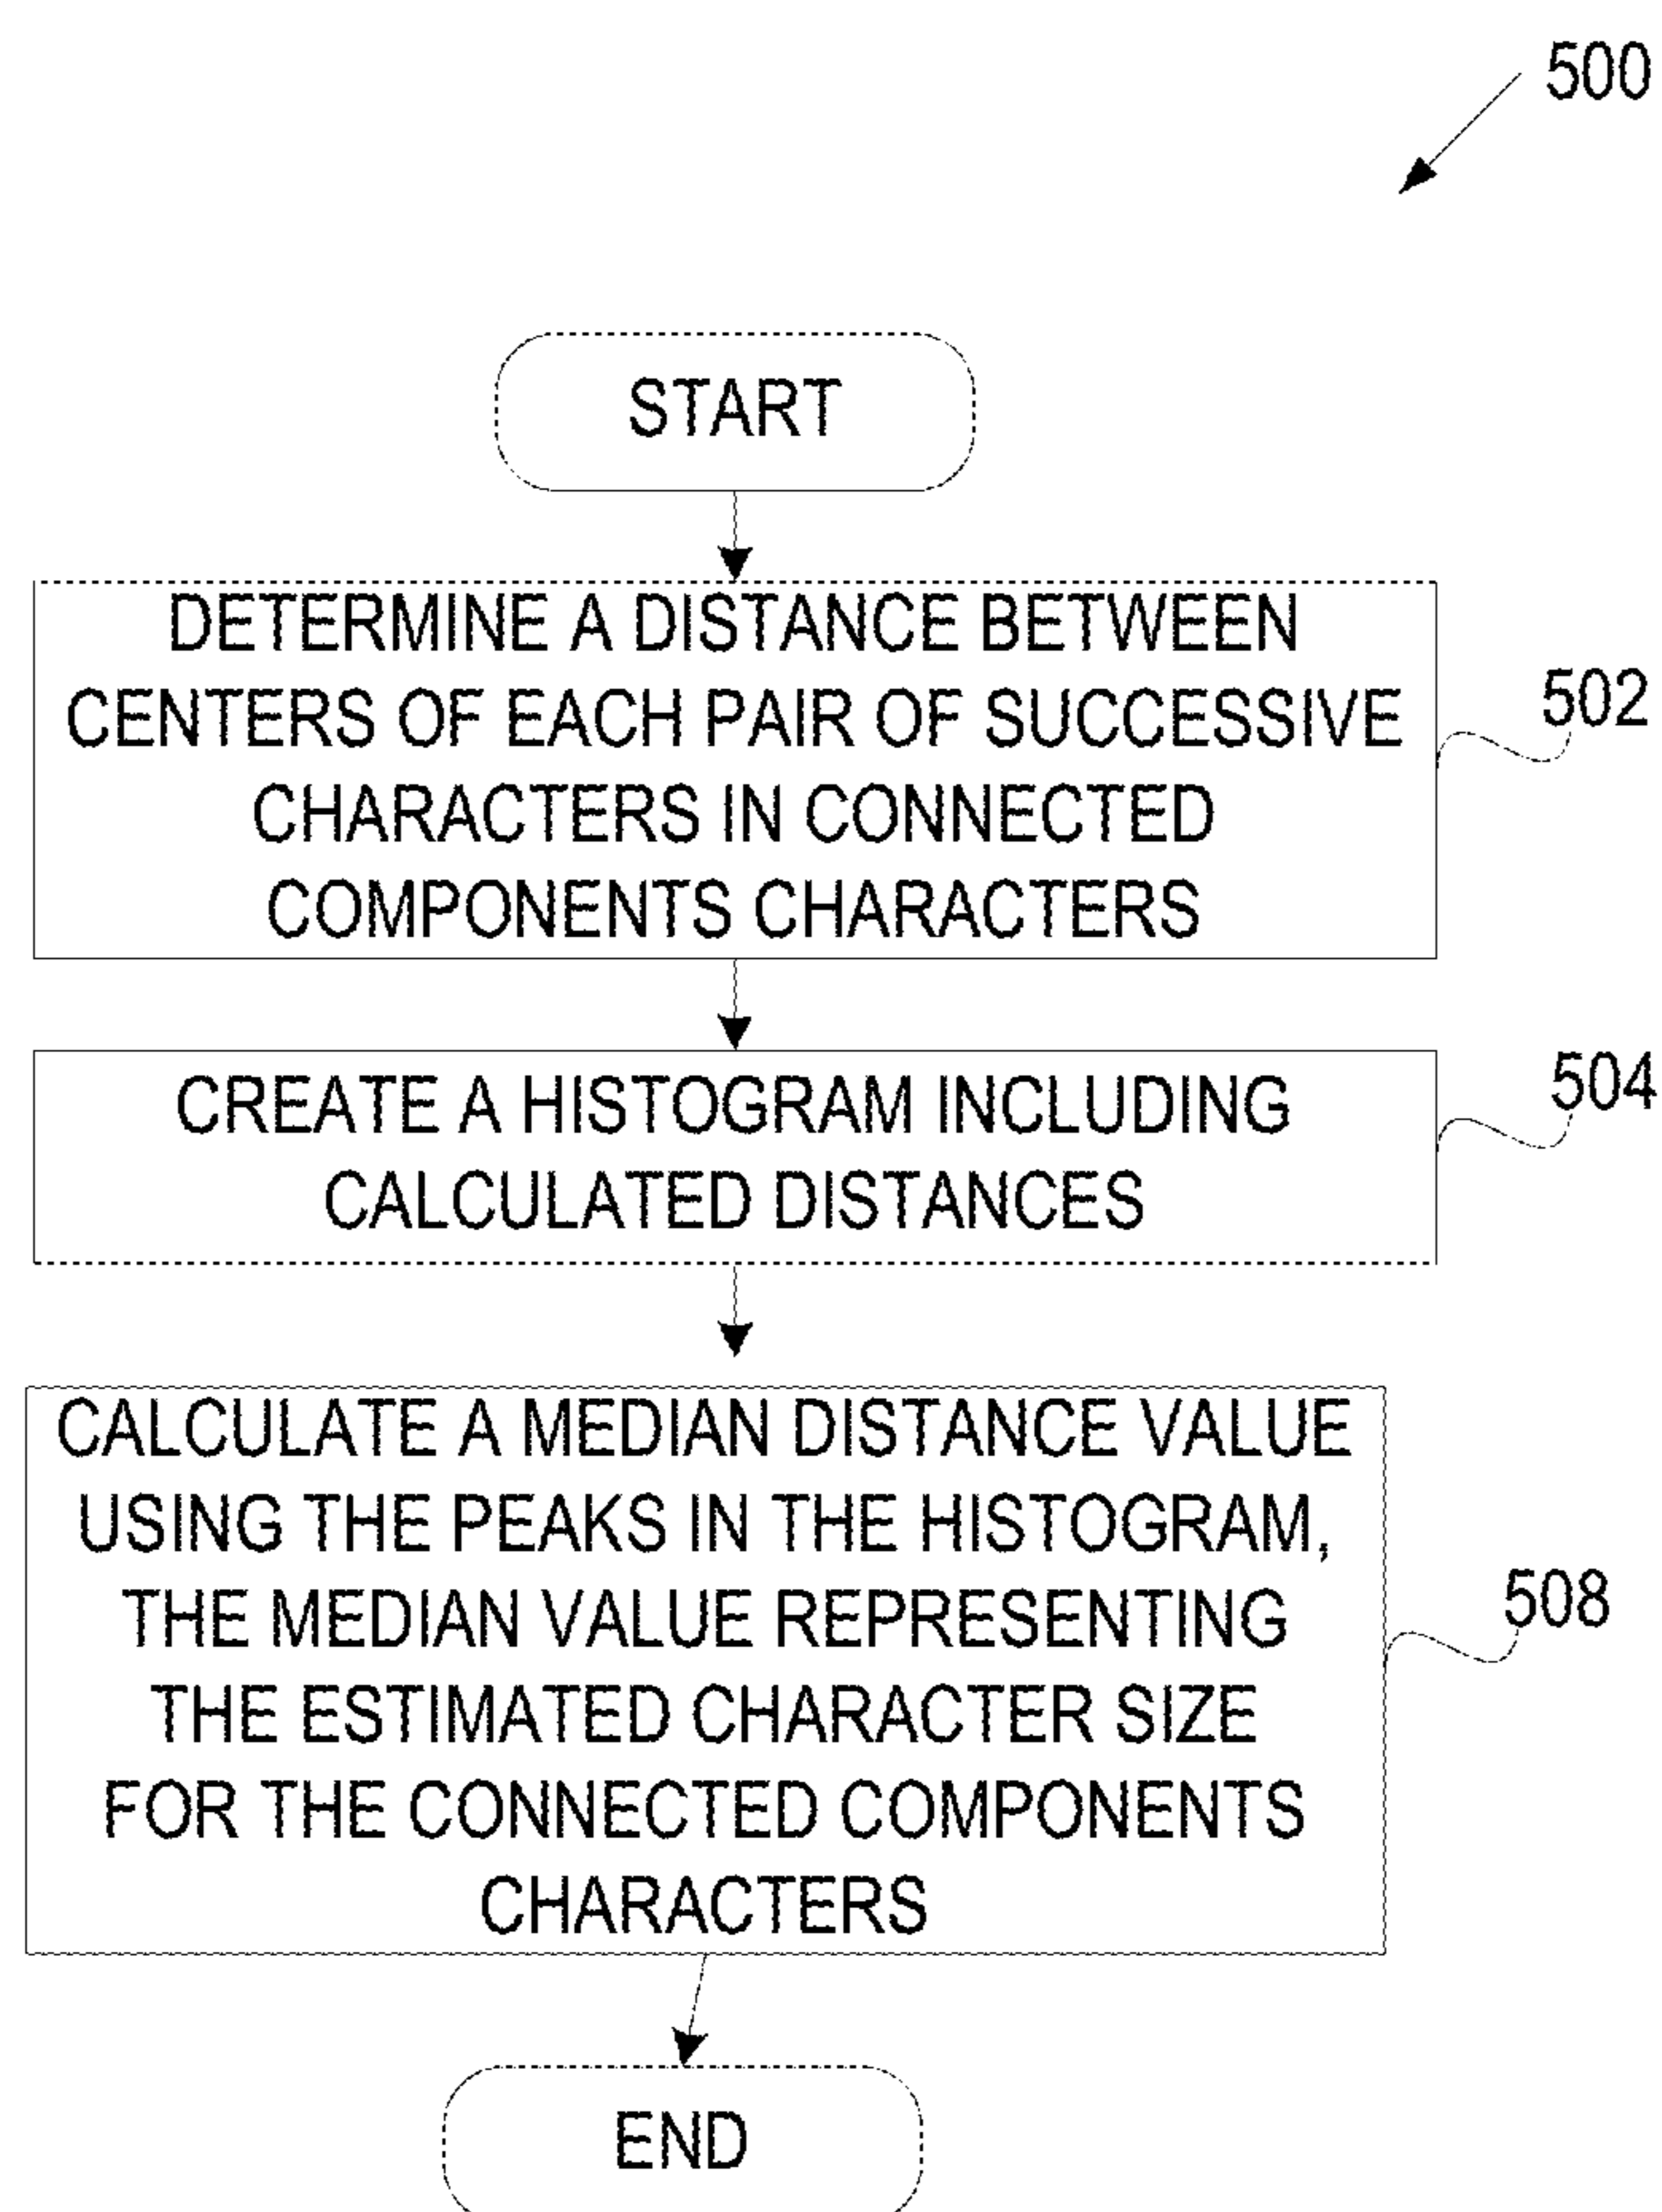 500
START
DETERMINE A DISTANCE BETWEEN
CENTERS OF EACH PAIR OF SUCCESSIVE
CHARACTERS IN CONNECTED
COMPONENTS CHARACTERS
502
CREATE A HISTOGRAM INCLUDING
CALCULATED DISTANCES
504
CALCULATE A MEDIAN DISTANCE VALUE
USING THE PEAKS IN THE HISTOGRAM,
THE MEDIAN VALUE REPRESENTING
THE ESTIMATED CHARACTER SIZE
FOR THE CONNECTED COMPONENTS
CHARACTERS
508
END